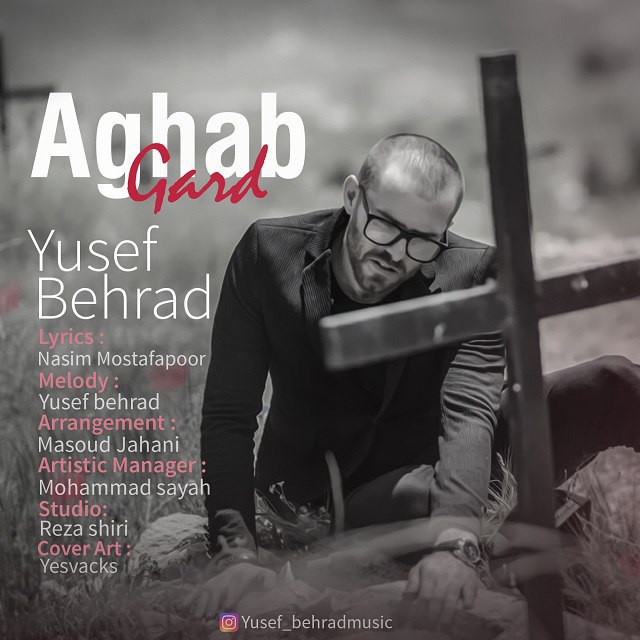 Aghab
Gard
Yusef
Behrad
Lyrics :
Nasim Mostafapoor
Melody :
Yusef behrad
Arrangement :
Masoud Jahani
Artistic Manager :
Mohammad sayah
Studio:
Reza shiri
Cover Art :
Yesvacks
Yusef_behradmusic